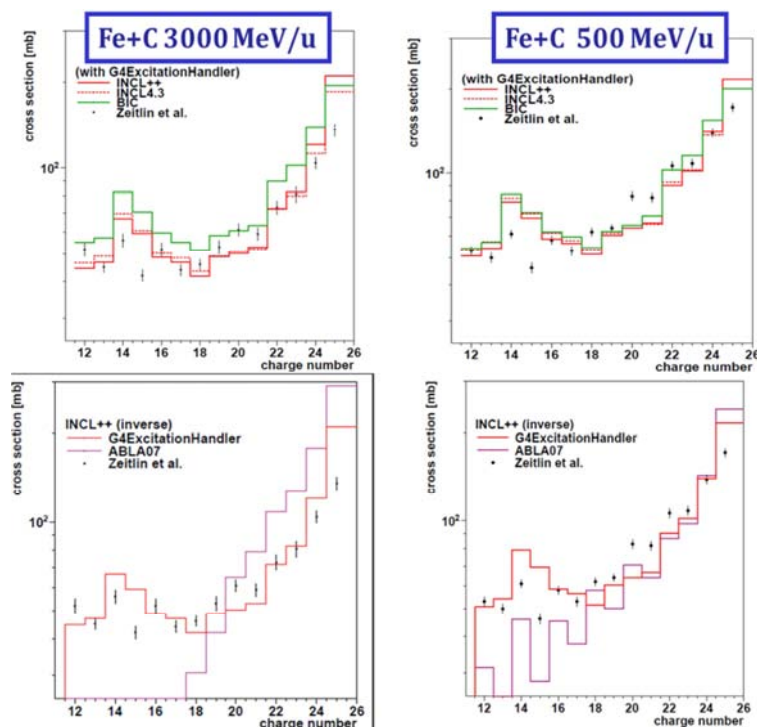 Fe+C 3000 MeV/u
cross section [mb]
(with G4ExcitationHandler)
INCL++
INCL4.3
BIC
Zeitlin et al.
10²
12 14 16 18 20 22 24 26
charge number
Fe+C 500 MeV/u
cross section [mb]
(with G4ExcitationHandler)
INCL++
INCL4.3
BIC
Zeitlin et al.
10²
12 14 16 18 20 22 24 26
charge number
cross section [mb]
INCL++ (inverse)
G4ExcitationHandler
ABLA07
Zeitlin et al.
10²
12 14 16 18 20 22 24 26
charge number
cross section [mb]
INCL++ (inverse)
G4ExcitationHandler
ABLA07
Zeitlin et al.
10²
12 14 16 18 20 22 24 26
charge number